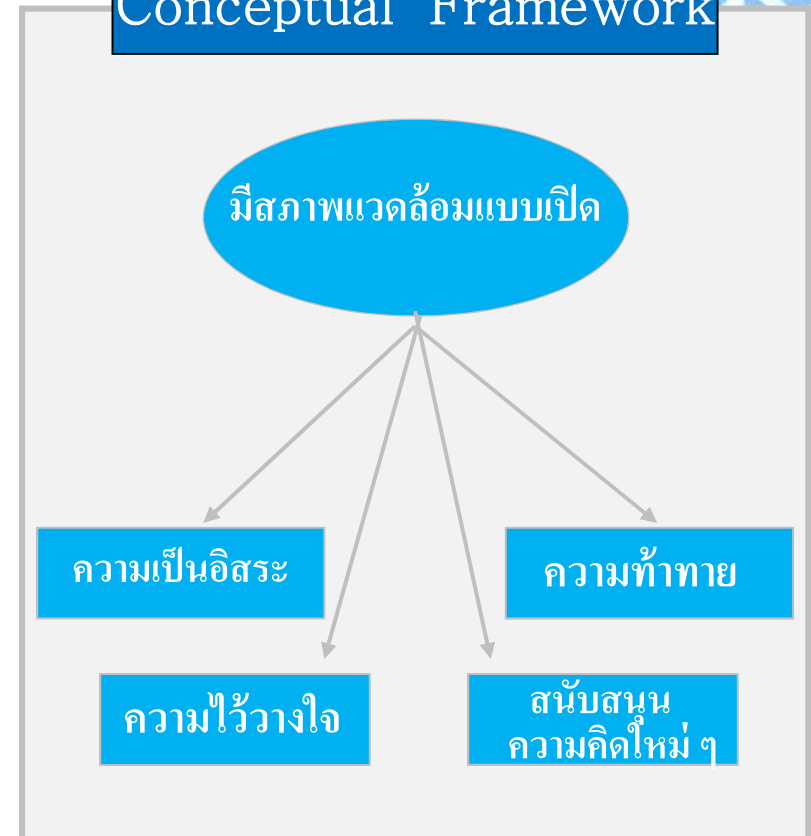 Conceptual Framework
มีสภาพแวดล้อมแบบเปิด
ความเป็นอิสระ
ความท้าทาย
ความไว้วางใจ
สนับสนุน
ความคิดใหม่ ๆ